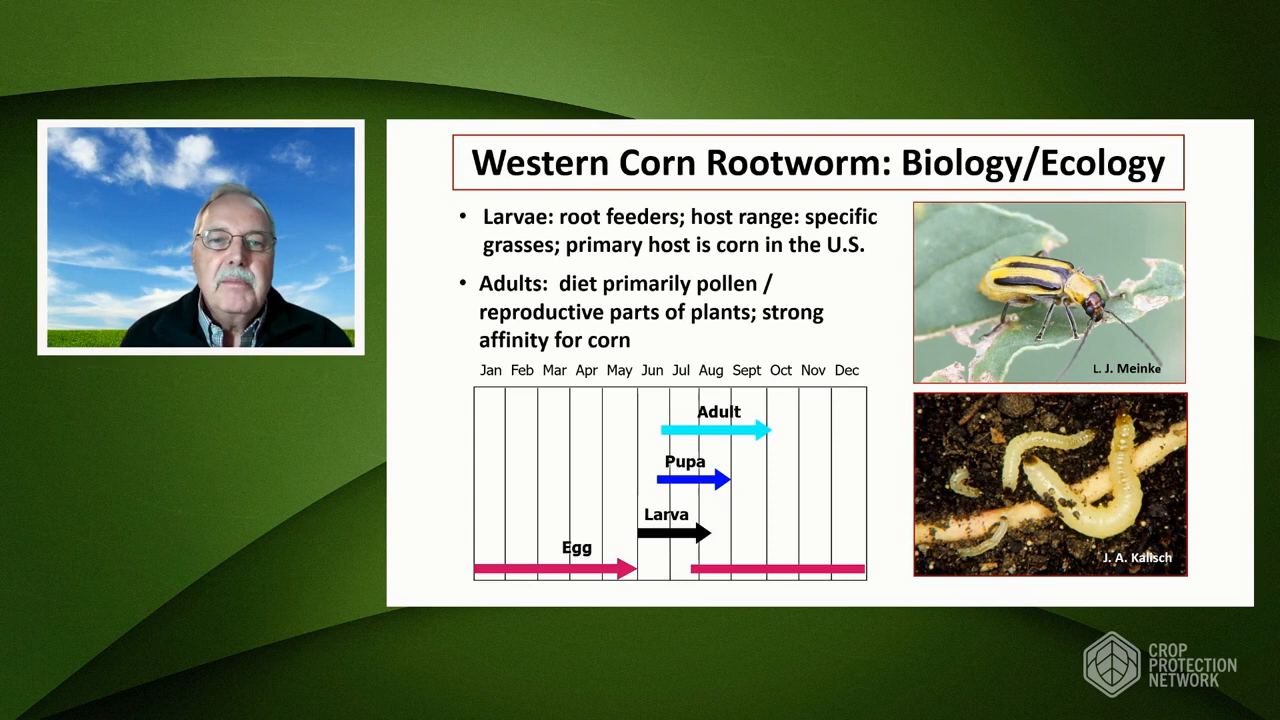 Western Corn Rootworm: Biology/Ecology
• Larvae: root feeders; host range: specific
grasses; primary host is corn in the U.S.
• Adults: diet primarily pollen /
reproductive parts of plants; strong
affinity for corn
Jan Feb Mar Apr May Jun Jul Aug Sept Oct Nov Dec
Adult
Pupa
Larva
Egg
L. J. Meinke
J. A. Kalisch
CROP
PROTECTION
NETWORK